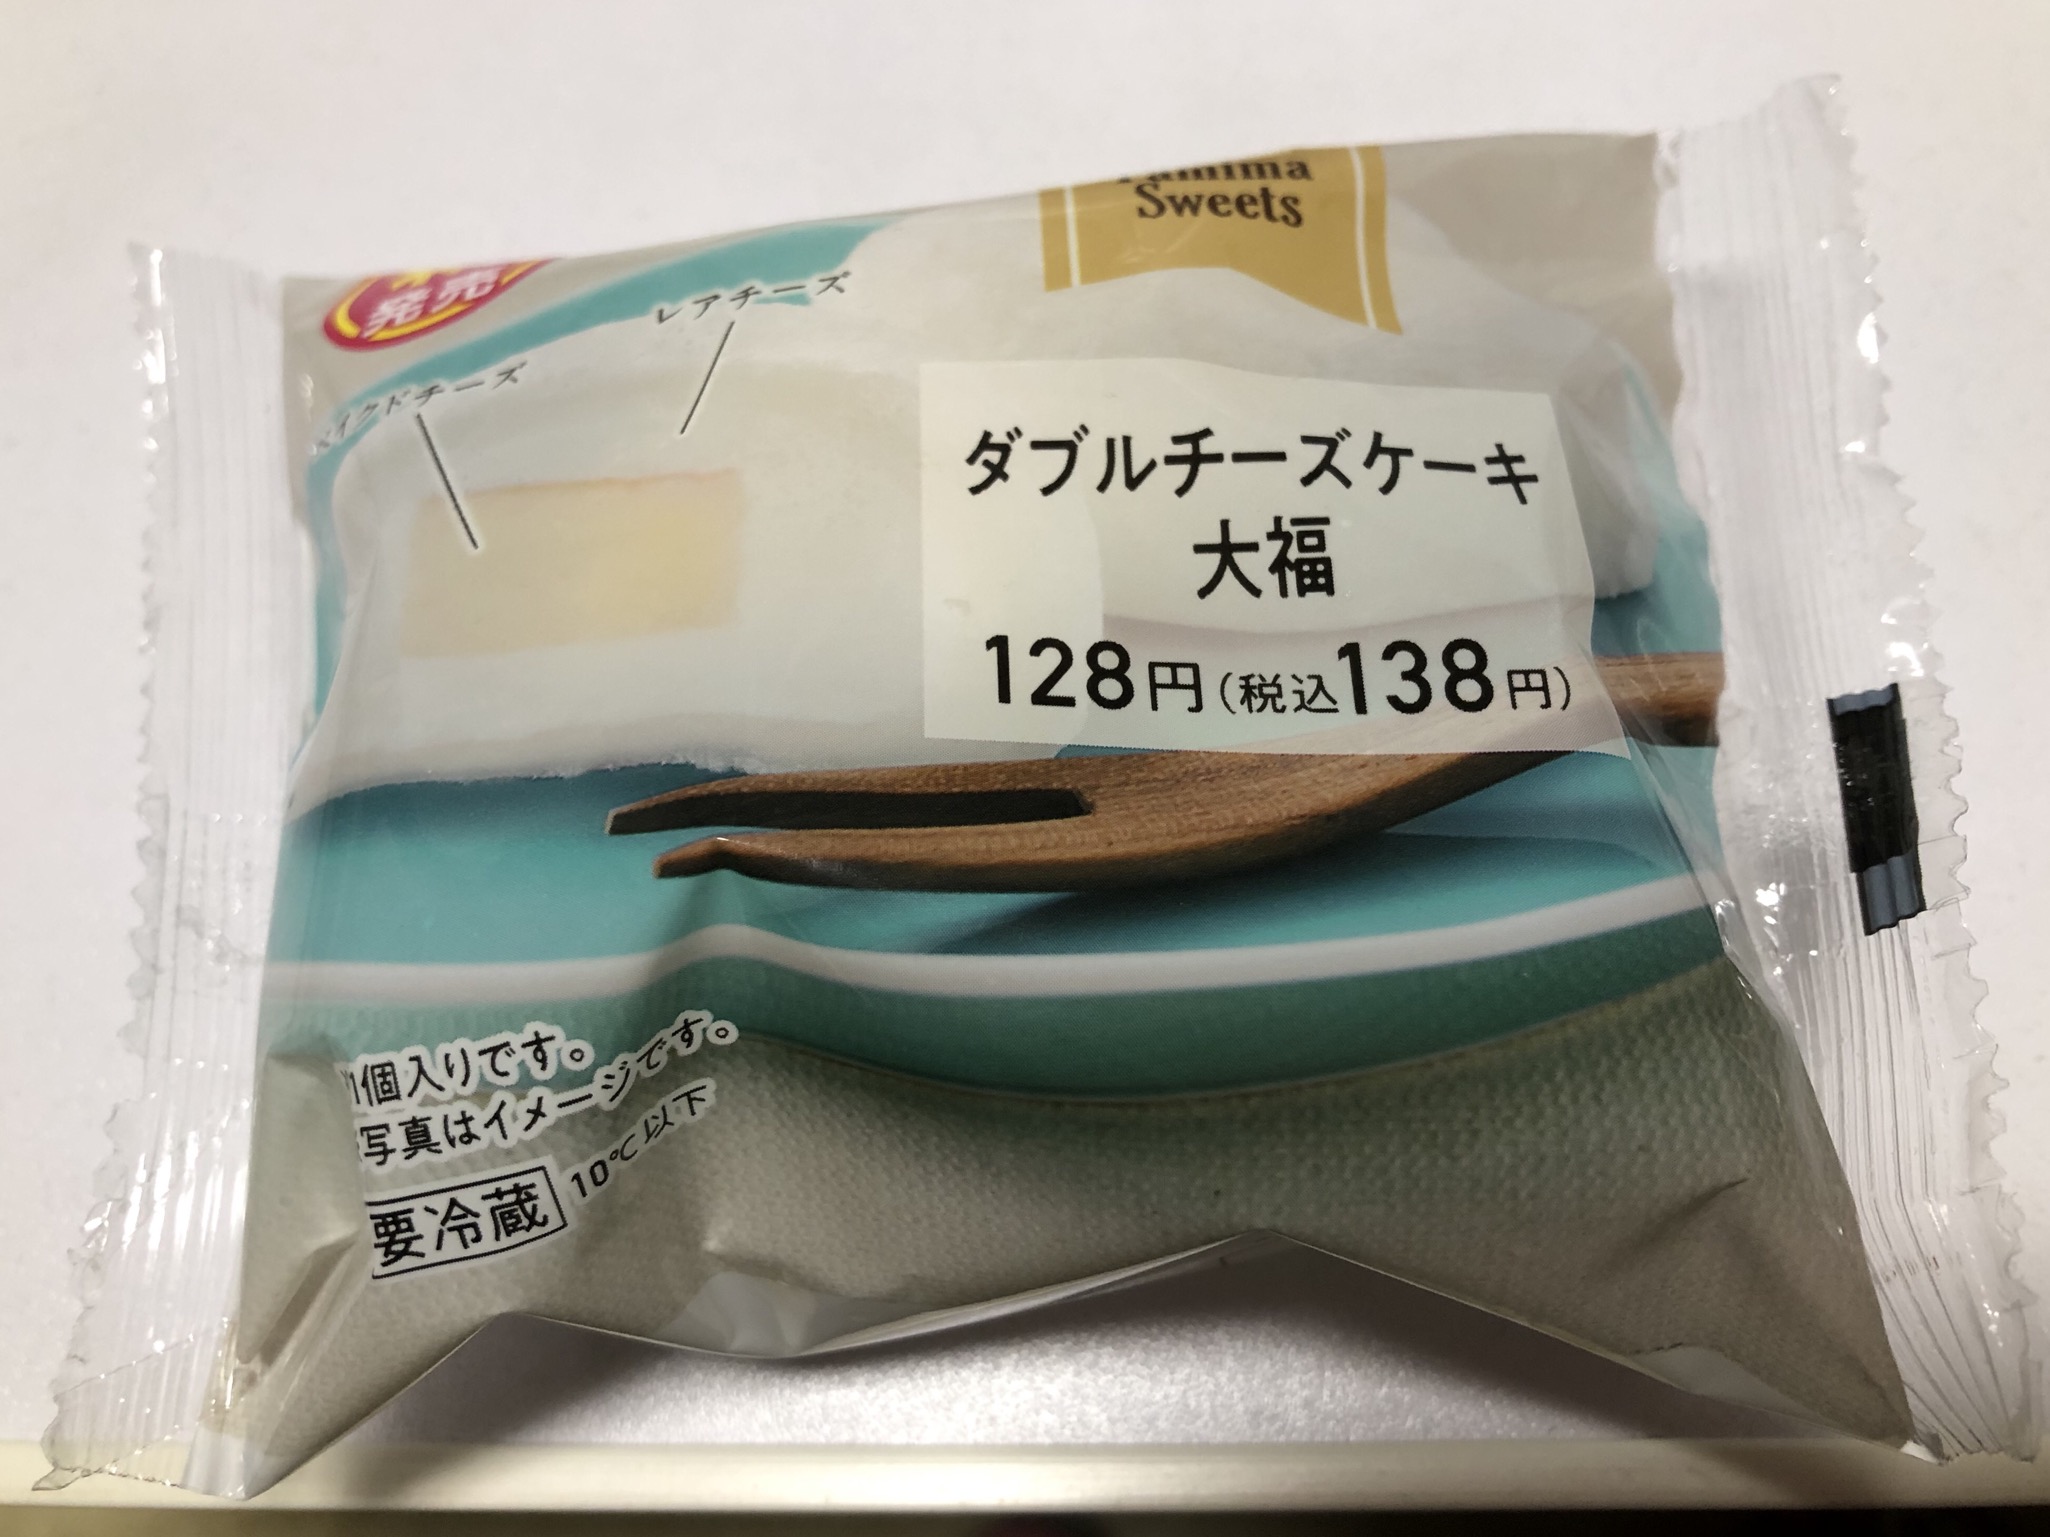 Sweets
発売
レアチーズ
ベイクドチーズ
ダブルチーズケーキ
大福
128円(税込138円)
1個入りです。
写真はイメージです。
要冷蔵 10℃以下